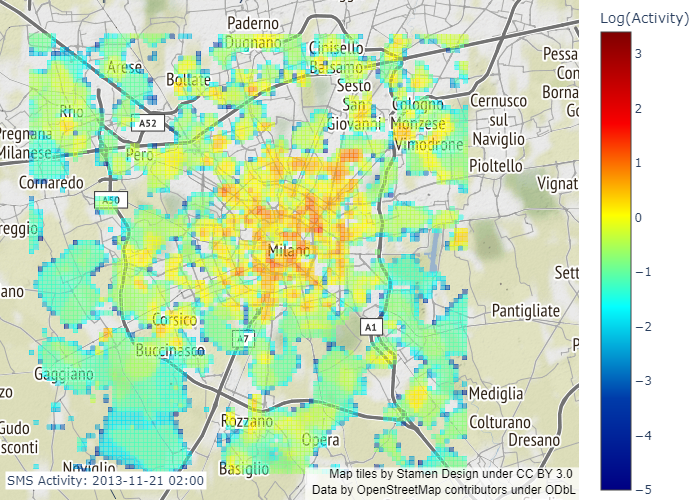 Log(Activity)
Paderno
Dugnano
Cinisello
Balsamo
Arese
Bollate
Sesto
San
Giovanni
Rho
A52
Cologno
Monzese
Vimodrone
Cernusco
sul
Naviglio
Pessa
Con
Borna
Go
Pregnana
Milanese
Pero
Pioltello
Cornaredo
A50
Vignat
reggio
Milano
Sett
ano
Pantigliate
Corsico
A7
A1
Buccinasco
P
Gaggiano
Mediglia
zo
Rozzano
Colturano
Gudo
sconti
Opera
Dresano
Noviglio
Basiglio
3
2
1
0
−1
−2
−3
−4
−5
SMS Activity: 2013-11-21 02:00
Map tiles by Stamen Design under CC BY 3.0
Data by OpenStreetMap contributors under ODbL